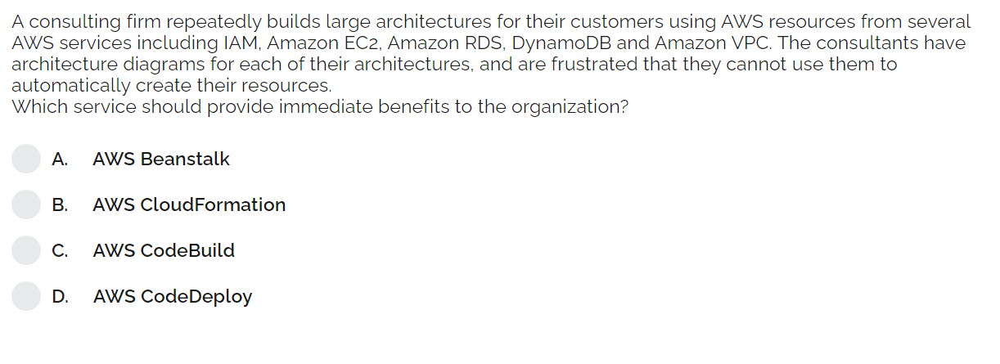 A consulting firm repeatedly builds large architectures for their customers using AWS resources from several
AWS services including IAM, Amazon EC2, Amazon RDS, DynamoDB and Amazon VPC. The consultants have
architecture diagrams for each of their architectures, and are frustrated that they cannot use them to
automatically create their resources.
Which service should provide immediate benefits to the organization?
A. AWS Beanstalk
B. AWS CloudFormation
C. AWS CodeBuild
D. AWS CodeDeploy